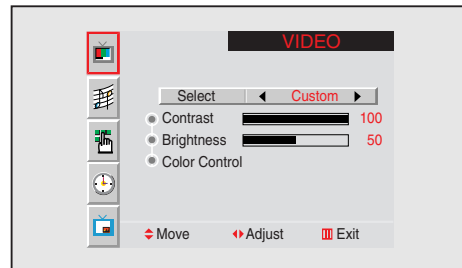 VIDEO
Select Custom
Contrast 100
Brightness 50
Color Control
Move Adjust Exit